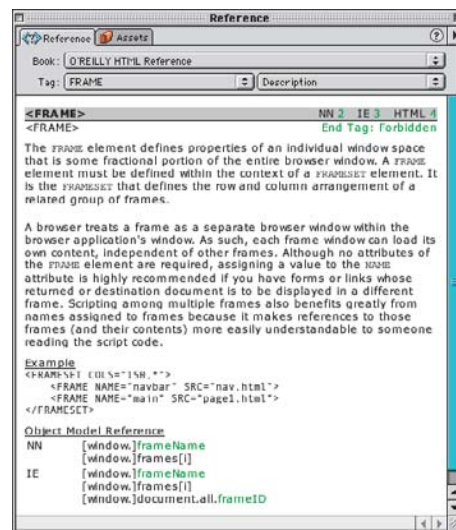 Reference
Reference Assets ?
Book: O'REILLY HTML Reference
Tag: FRAME Description
<FRAME> NN 2 IE 3 HTML 4
<FRAME> End Tag: Forbidden
The FRAME element defines properties of an individual window space
that is some fractional portion of the entire browser window. A FRAME
element must be defined within the context of a FRAMESET element. It
is the FRAMESET that defines the row and column arrangement of a
related group of frames.
A browser treats a frame as a separate browser window within the
browser application's window. As such, each frame window can load its
own content, independent of other frames. Although no attributes of
the FRAME element are required, assigning a value to the NAME
attribute is highly recommended if you have forms or links whose
returned or destination document is to be displayed in a different
frame. Scripting among multiple frames also benefits greatly from
names assigned to frames because it makes references to those
frames (and their contents) more easily understandable to someone
reading the script code.
Example
<FRAMESET COLS="150,*">
<FRAME NAME="navbar" SRC="nav.html">
<FRAME NAME="main" SRC="page1.html">
</FRAMESET>
Object Model Reference
NN [window.]frameName
[window.]frames[i]
IE [window.]frameName
[window.]frames[i]
[window.]document.all.frameID